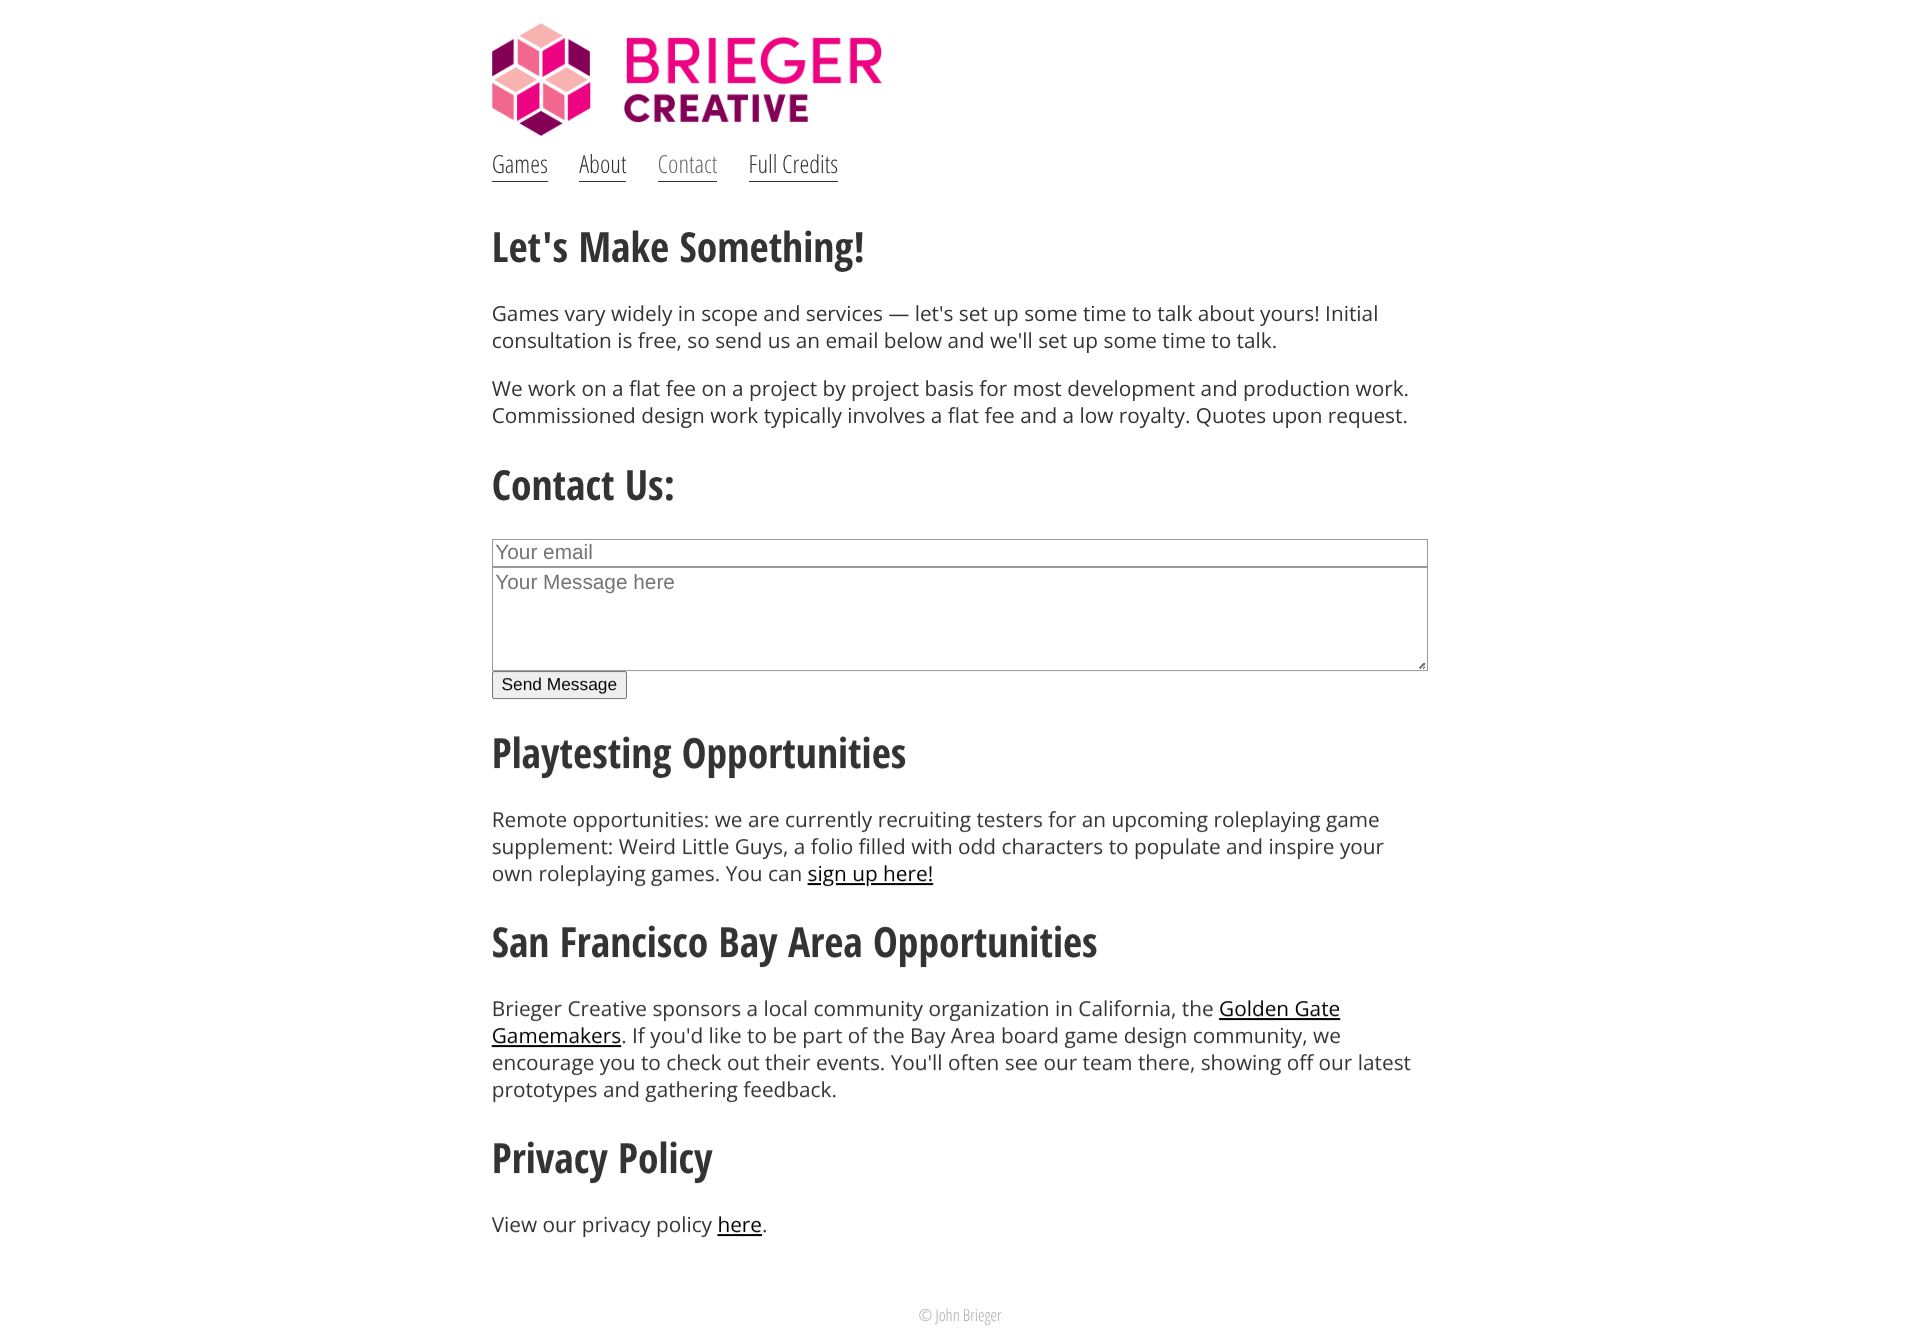 BRIEGER
CREATIVE
Games About Contact Full Credits
Let's Make Something!
Games vary widely in scope and services — let's set up some time to talk about yours! Initial
consultation is free, so send us an email below and we'll set up some time to talk.
We work on a flat fee on a project by project basis for most development and production work.
Commissioned design work typically involves a flat fee and a low royalty. Quotes upon request.
Contact Us:
Your email
Your Message here
Send Message
Playtesting Opportunities
Remote opportunities: we are currently recruiting testers for an upcoming roleplaying game
supplement: Weird Little Guys, a folio filled with odd characters to populate and inspire your
own roleplaying games. You can sign up here!
San Francisco Bay Area Opportunities
Brieger Creative sponsors a local community organization in California, the Golden Gate
Gamemakers. If you'd like to be part of the Bay Area board game design community, we
encourage you to check out their events. You'll often see our team there, showing off our latest
prototypes and gathering feedback.
Privacy Policy
View our privacy policy here.
© John Brieger